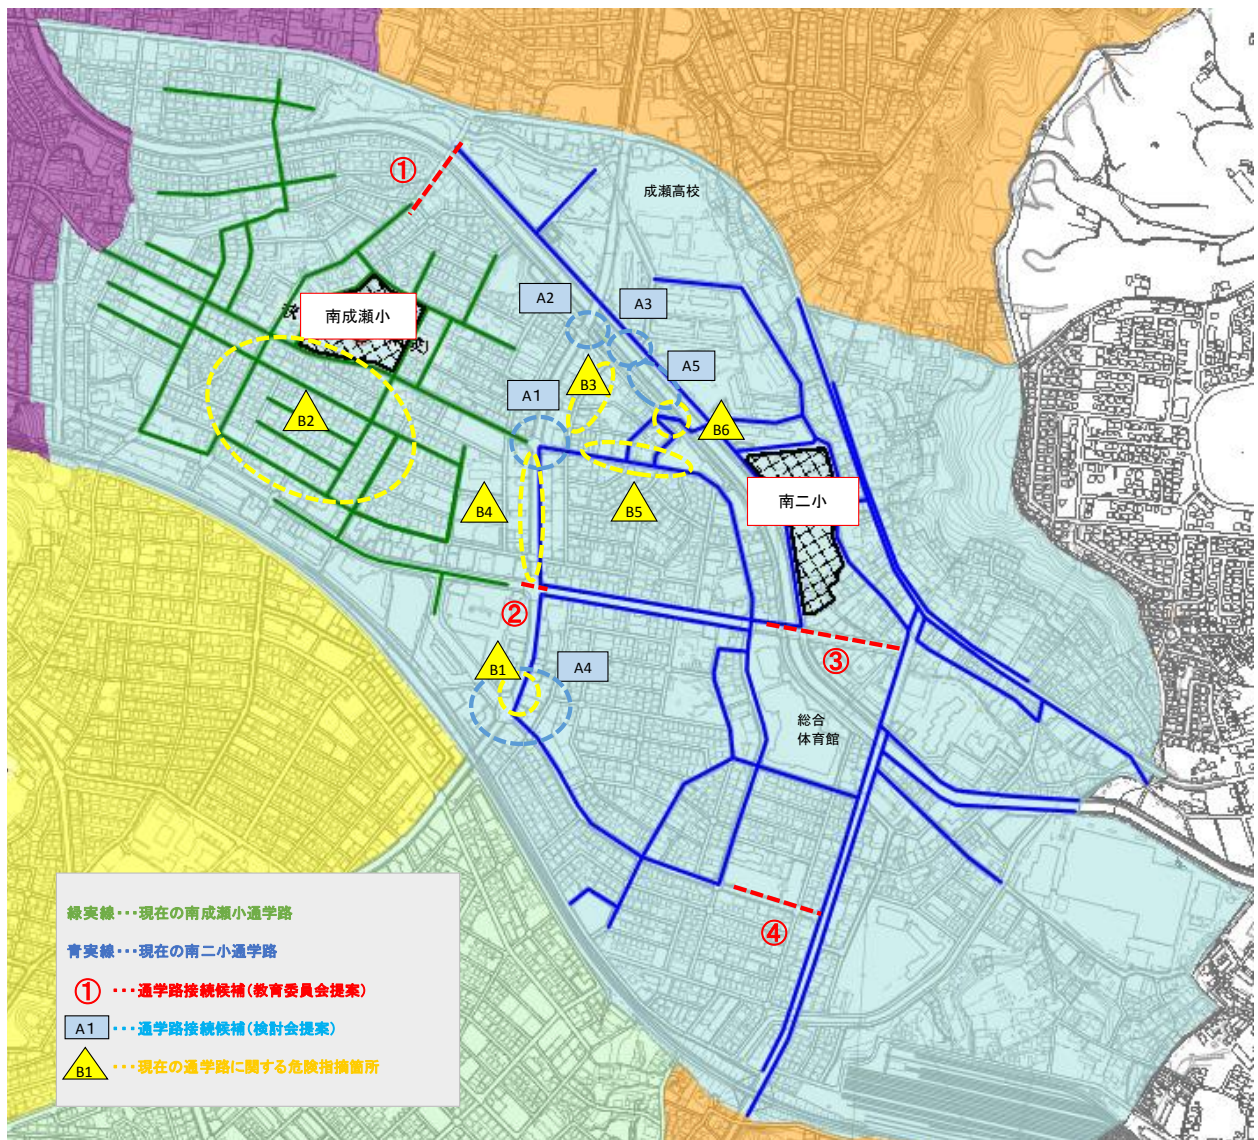 ①
成瀬高校
A2
A3
南成瀬小
A5
B3
A1
B2
B6
南二小
B4
B5
②
③
B1
A4
総合
体育館
④
緑実線・・・現在の南成瀬小通学路
青実線・・・現在の南二小通学路
① ・・・通学路接続候補(教育委員会提案)
A1 ・・・通学路接続候補(検討会提案)
B1 ・・・現在の通学路に関する危険指摘箇所